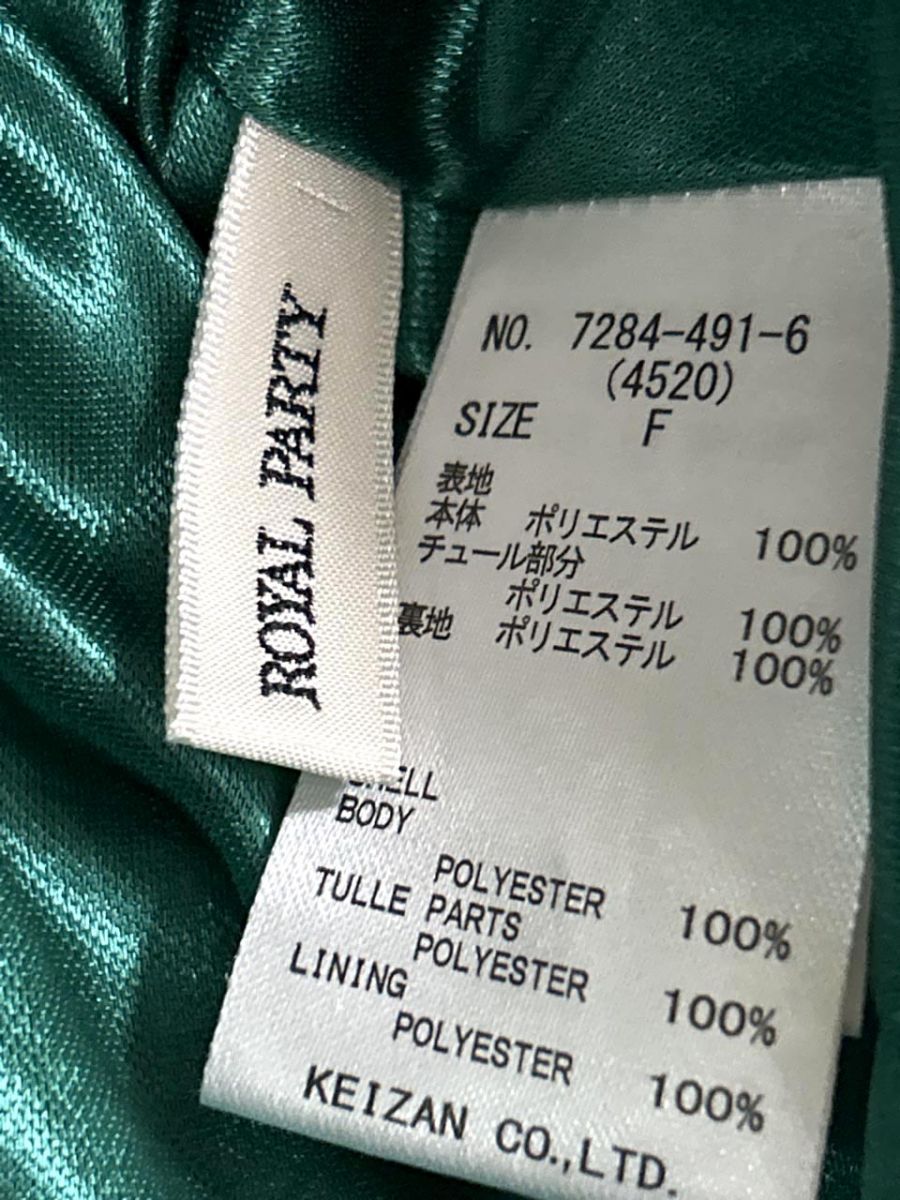 ROYAL PARTY
NO. 7284-491-6
(4520)
SIZE F
表地
本体 ポリエステル 100%
チュール部分
ポリエステル 100%
裏地 ポリエステル 100%
SHELL
BODY
POLYESTER 100%
TULLE PARTS
POLYESTER 100%
LINING
POLYESTER 100%
KEIZAN CO.,LTD.